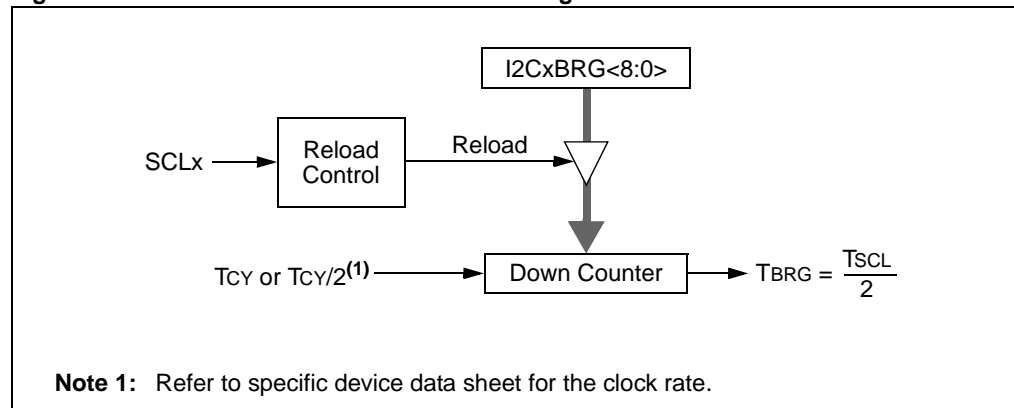 I2CxBRG<8:0>
SCLx
Reload
Control
Reload
TCY or TCY/2(1)
Down Counter
TBRG = TSCL
2
Note 1: Refer to specific device data sheet for the clock rate.